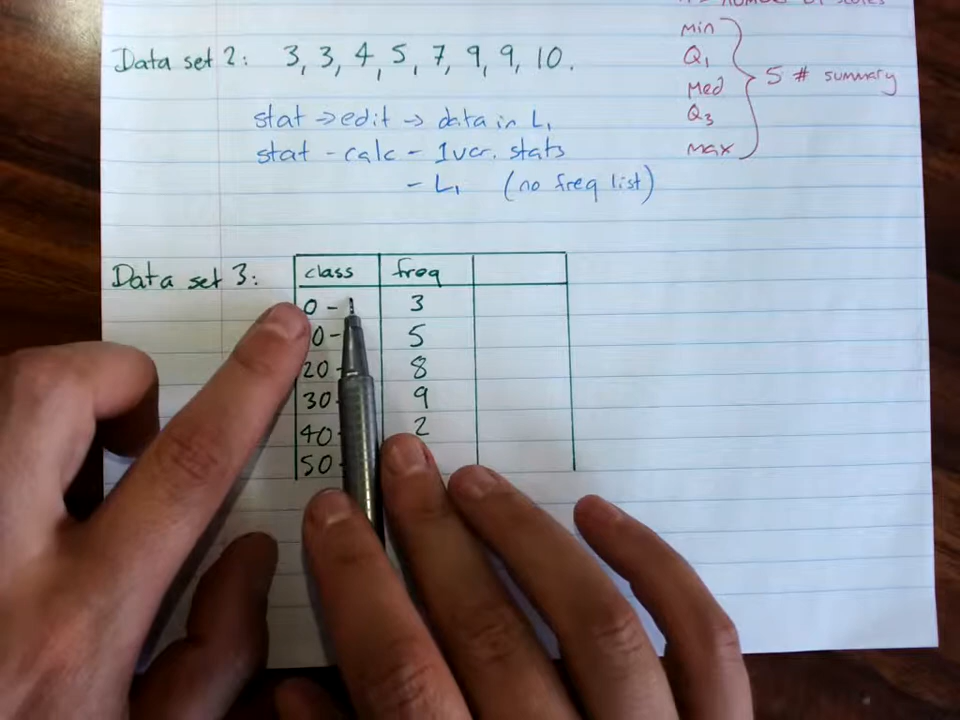 Data set 2: 3, 3, 4, 5, 7, 9, 9, 10.
min
Q1
Med
Q3
max
5 # summary
stat → edit → data in L1
stat - calc - 1var. stats
- L1 (no freq list)
Data set 3:
class freq
0 - 3
0 - 5
20 - 8
30 9
40 2
50